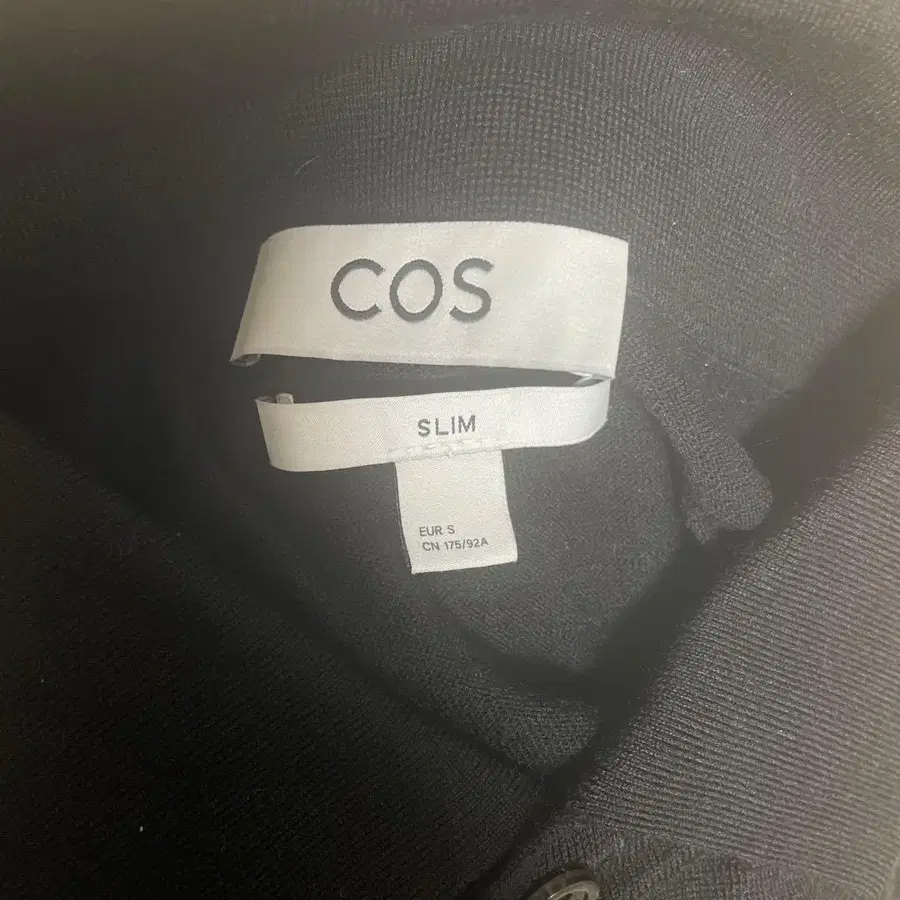 COS
SLIM
EUR S
CN 175/92A